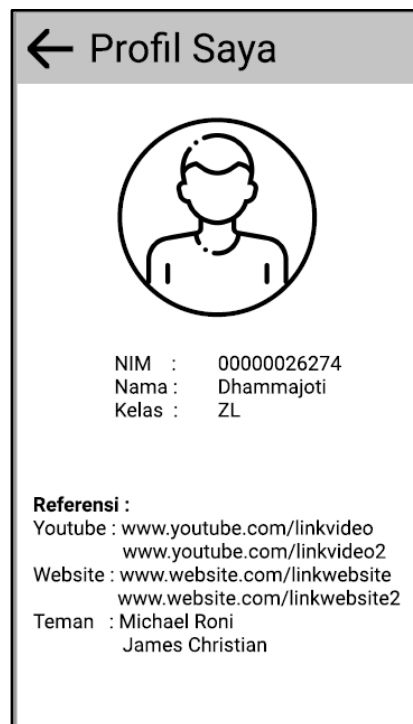 Profil Saya
NIM : 00000026274
Nama : Dhammajoti
Kelas : ZL
Referensi :
Youtube : www.youtube.com/linkvideo
www.youtube.com/linkvideo2
Website : www.website.com/linkwebsite
www.website.com/linkwebsite2
Teman : Michael Roni
James Christian